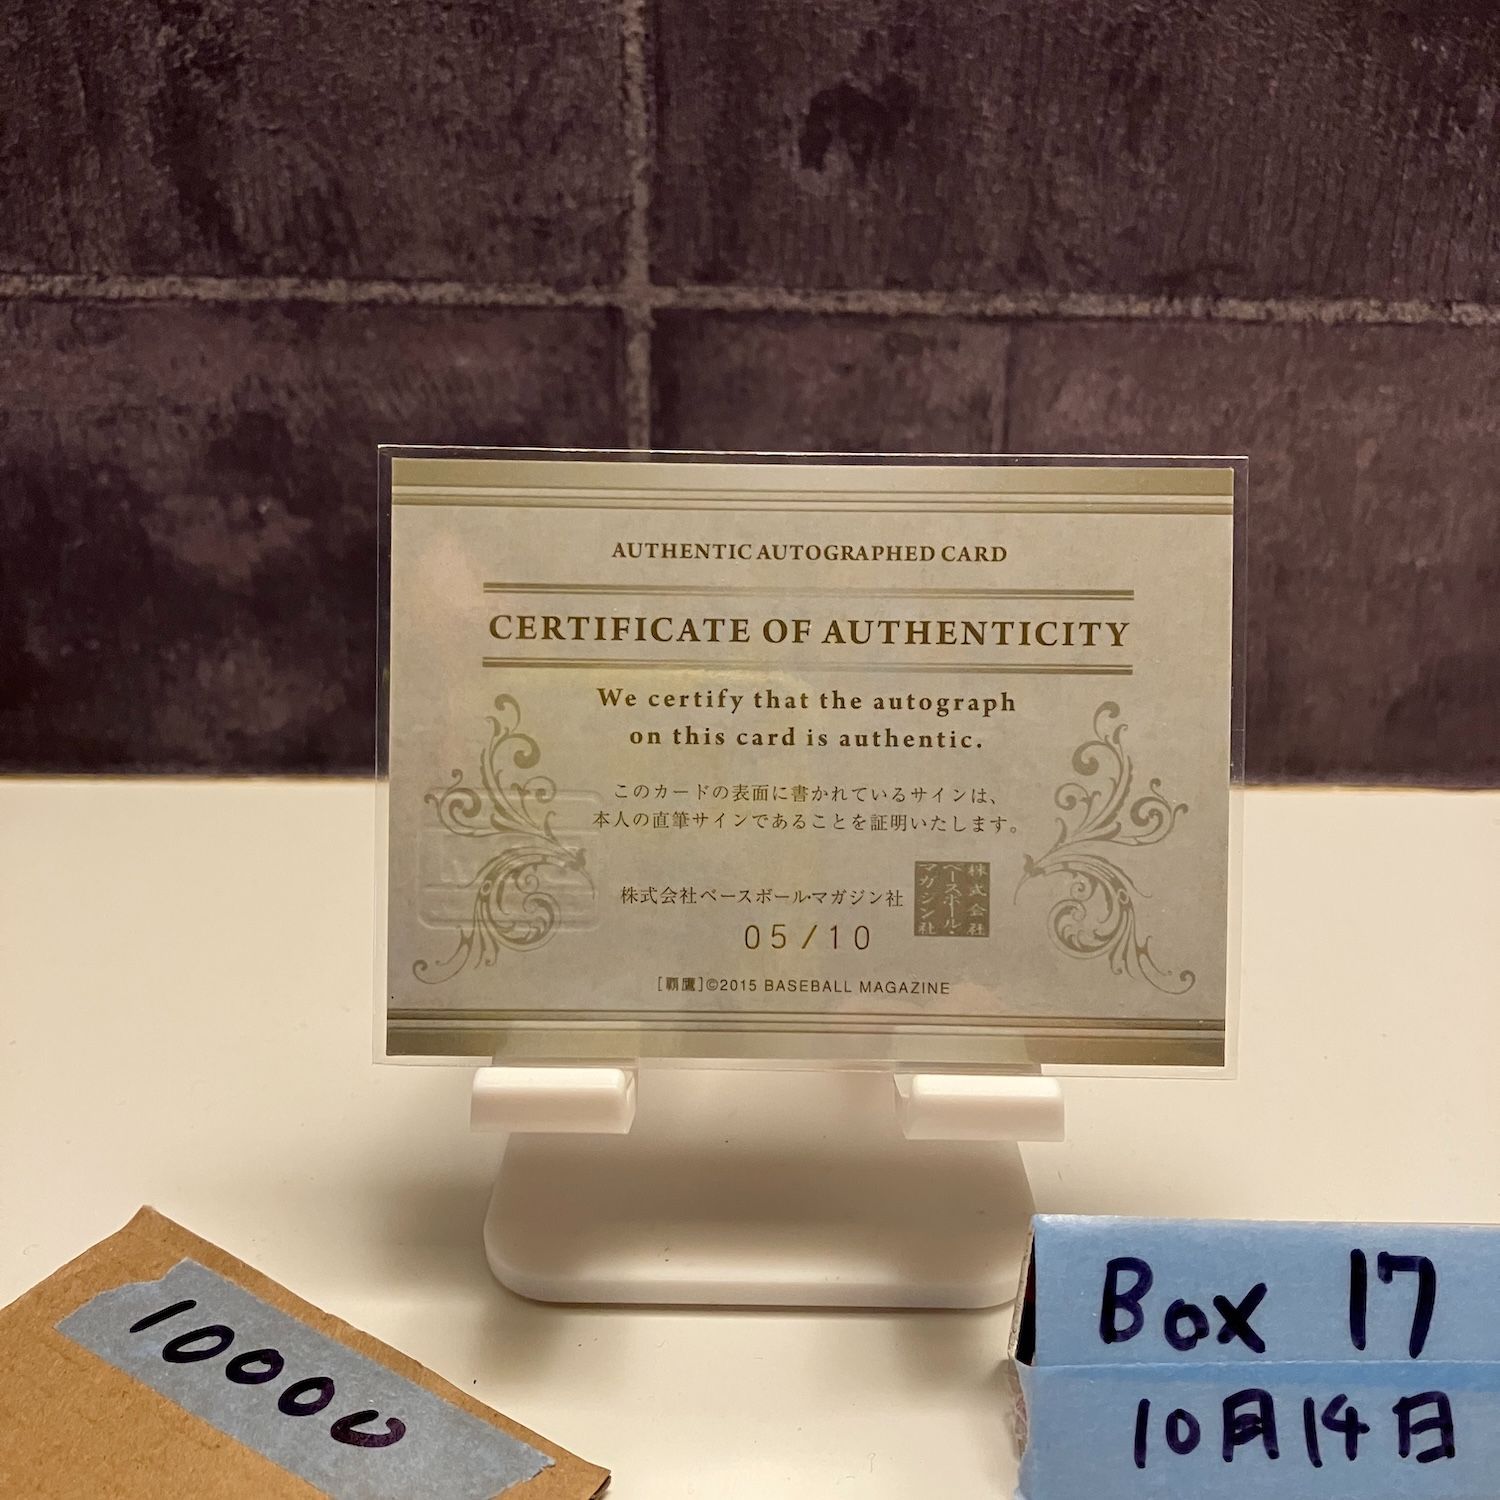 AUTHENTIC AUTOGRAPHED CARD
CERTIFICATE OF AUTHENTICITY
We certify that the autograph
on this card is authentic.
このカードの表面に書かれているサインは、
本人の直筆サインであることを証明いたします。
株式会社ベースボール・マガジン社
株式会社
ベースボール・
マガジン社
05/10
[覇鷹]©2015 BASEBALL MAGAZINE
10000
Box 17
10月14日